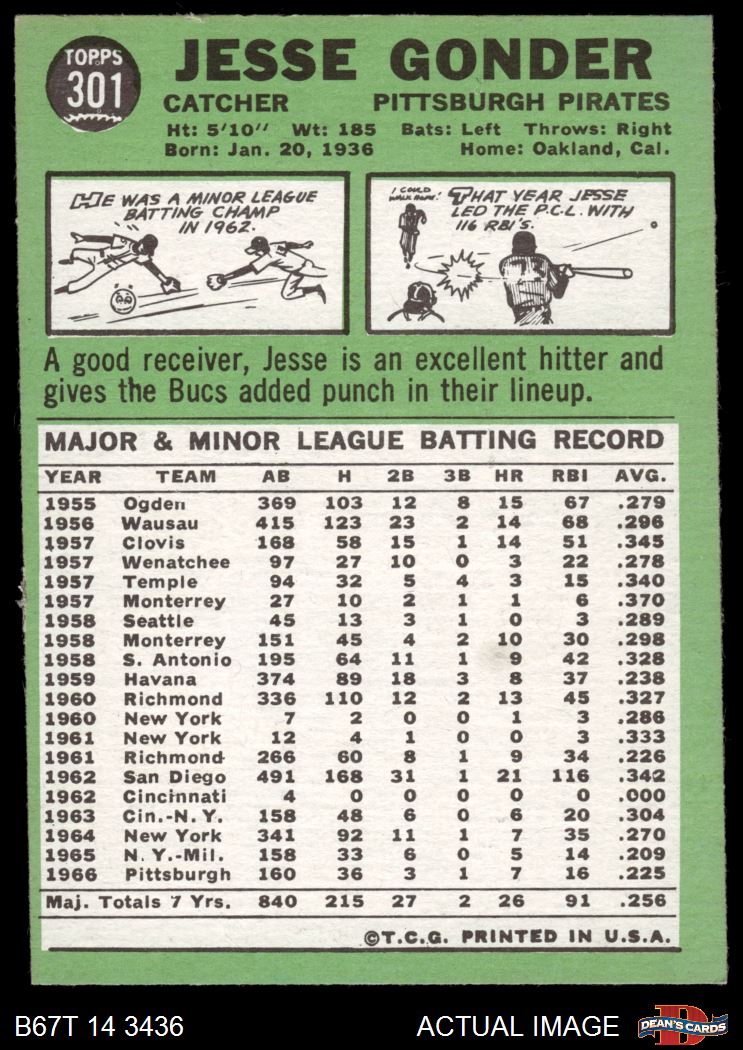 TOPPS
301
JESSE GONDER
CATCHER PITTSBURGH PIRATES
Ht: 5'10" Wt: 185 Bats: Left Throws: Right
Born: Jan. 20, 1936 Home: Oakland, Cal.
HE WAS A MINOR LEAGUE
BATTING CHAMP
IN 1962.
I COULD
WALK HOME!
THAT YEAR JESSE
LED THE P.C.L. WITH
116 RBI'S.
A good receiver, Jesse is an excellent hitter and
gives the Bucs added punch in their lineup.
MAJOR & MINOR LEAGUE BATTING RECORD
YEAR TEAM AB H 2B 3B HR RBI AVG.
1955 Ogden 369 103 12 8 15 67 .279
1956 Wausau 415 123 23 2 14 68 .296
1957 Clovis 168 58 15 1 14 51 .345
1957 Wenatchee 97 27 10 0 3 22 .278
1957 Temple 94 32 5 4 3 15 .340
1957 Monterrey 27 10 2 1 1 6 .370
1958 Seattle 45 13 3 1 0 3 .289
1958 Monterrey 151 45 4 2 10 30 .298
1958 S. Antonio 195 64 11 1 9 42 .328
1959 Havana 374 89 18 3 8 37 .238
1960 Richmond 336 110 12 2 13 45 .327
1960 New York 7 2 0 0 1 3 .286
1961 New York 12 4 1 0 0 3 .333
1961 Richmond 266 60 8 1 9 34 .226
1962 San Diego 491 168 31 1 21 116 .342
1962 Cincinnati 4 0 0 0 0 0 .000
1963 Cin.-N. Y. 158 48 6 0 6 20 .304
1964 New York 341 92 11 1 7 35 .270
1965 N. Y.-Mil. 158 33 6 0 5 14 .209
1966 Pittsburgh 160 36 3 1 7 16 .225
Maj. Totals 7 Yrs. 840 215 27 2 26 91 .256
©T.C.G. PRINTED IN U.S.A.
B67T 14 3436 ACTUAL IMAGE
D
DEAN'S CARDS